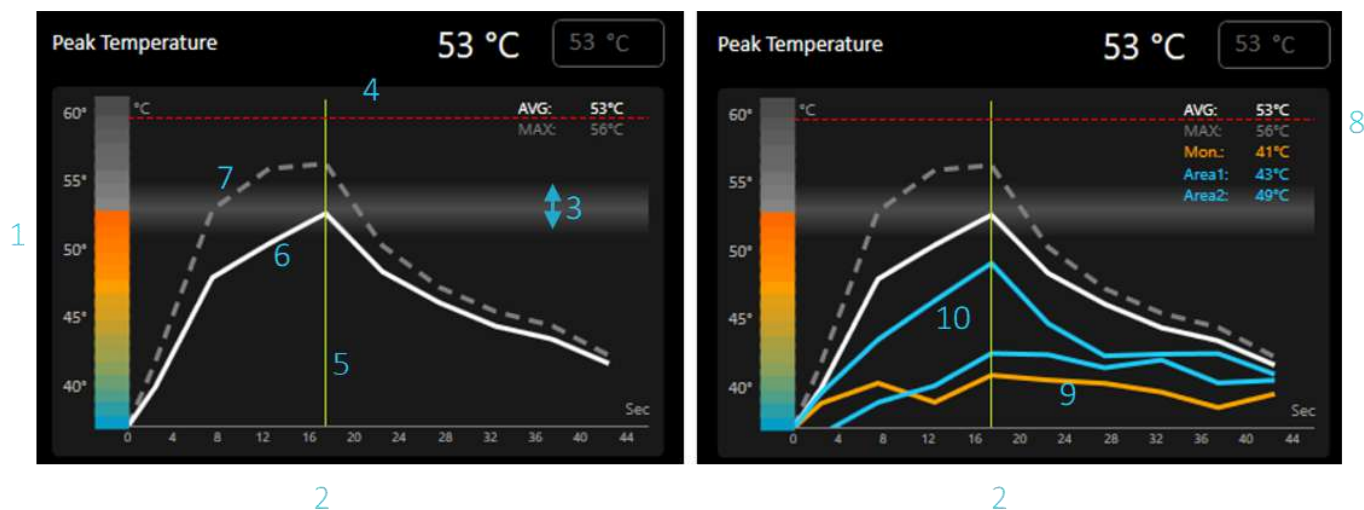 Peak Temperature 53 °C 53 °C
4
60° °C AVG: 53°C
MAX: 56°C
55° 7
3
1
50° 6
45°
5
40°
Sec
0 4 8 12 16 20 24 28 32 36 40 44
2
Peak Temperature 53 °C 53 °C
60° °C AVG: 53°C
8
MAX: 56°C
Mon.: 41°C
55° Area1: 43°C
Area2: 49°C
50°
45° 10
40° 9
Sec
0 4 8 12 16 20 24 28 32 36 40 44
2